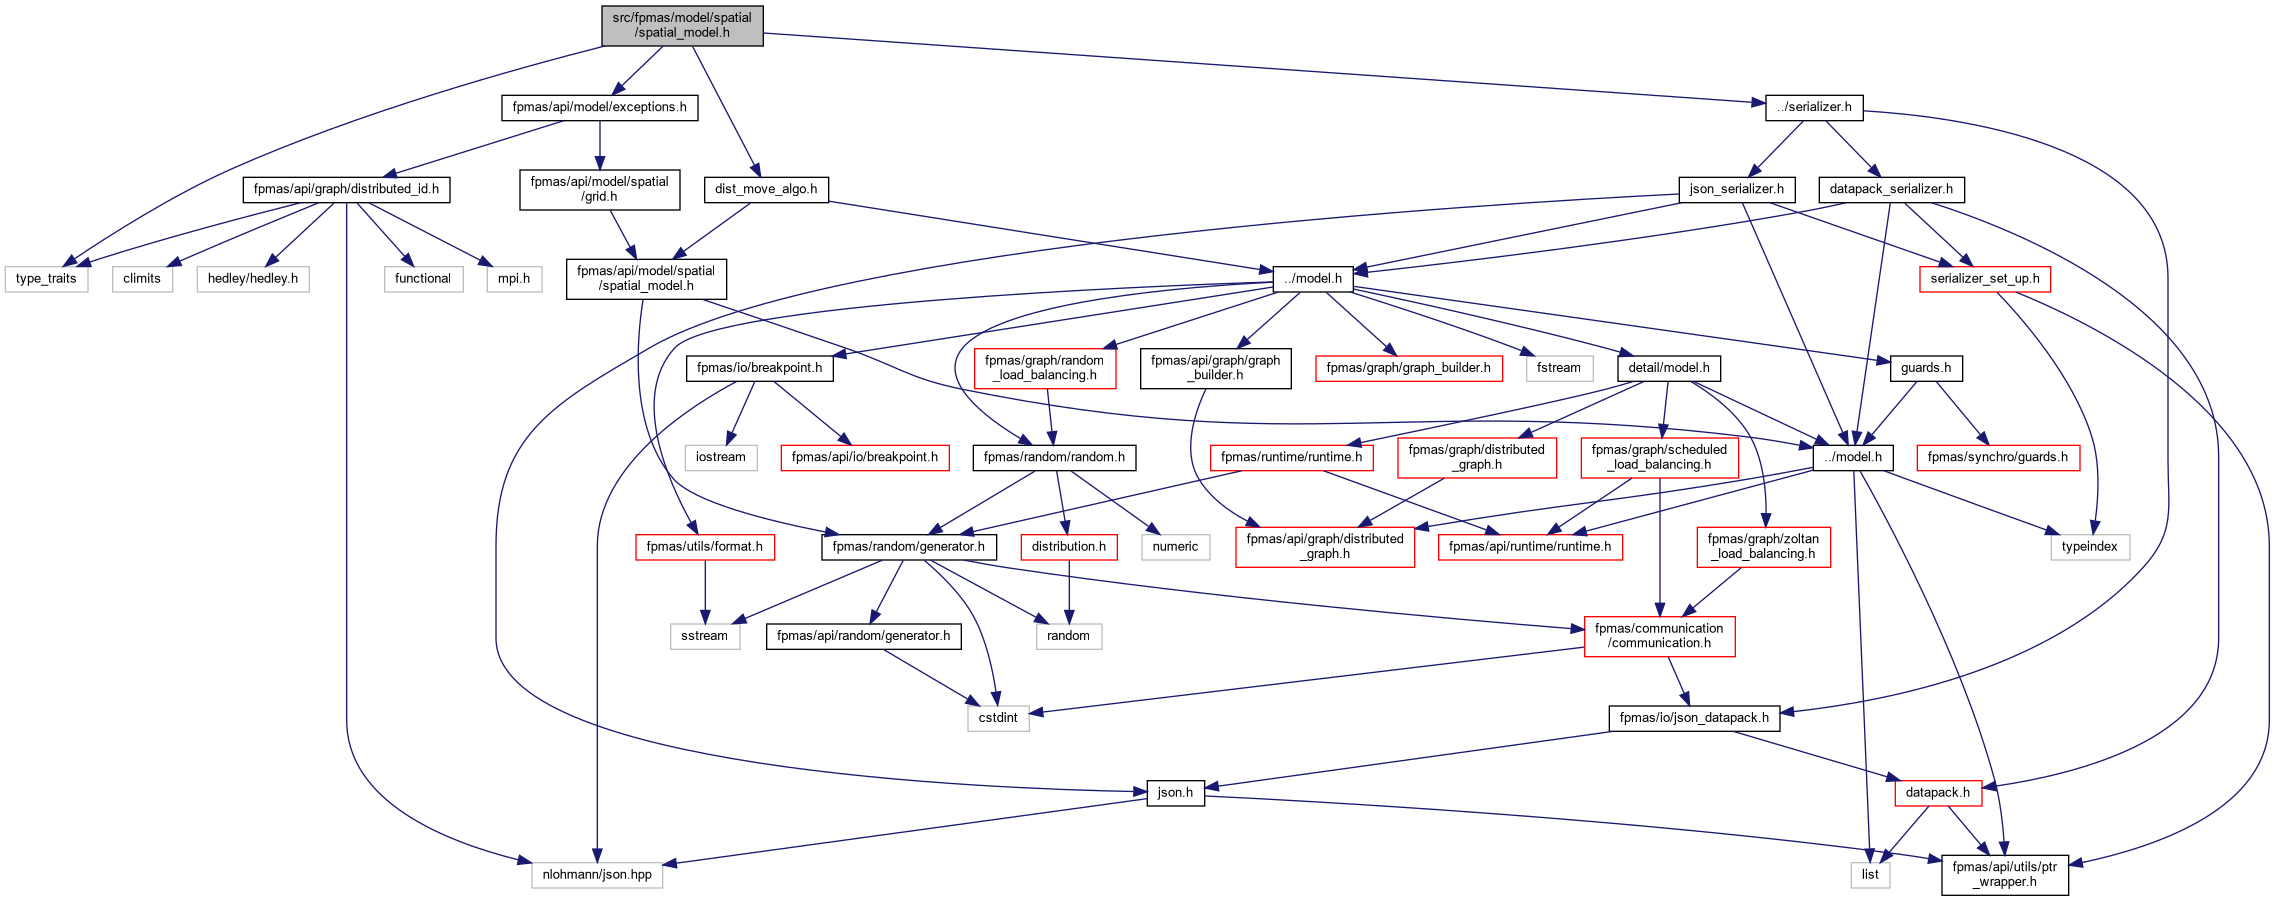 src/fpmas/model/spatial
/spatial_model.h
fpmas/api/model/exceptions.h
../serializer.h
fpmas/api/graph/distributed_id.h
fpmas/api/model/spatial
/grid.h
dist_move_algo.h
json_serializer.h
datapack_serializer.h
type_traits
climits
hedley/hedley.h
functional
mpi.h
fpmas/api/model/spatial
/spatial_model.h
../model.h
serializer_set_up.h
fpmas/io/breakpoint.h
fpmas/graph/random
_load_balancing.h
fpmas/api/graph/graph
_builder.h
fpmas/graph/graph_builder.h
fstream
detail/model.h
guards.h
iostream
fpmas/api/io/breakpoint.h
fpmas/random/random.h
fpmas/runtime/runtime.h
fpmas/graph/distributed
_graph.h
fpmas/graph/scheduled
_load_balancing.h
../model.h
fpmas/synchro/guards.h
fpmas/utils/format.h
fpmas/random/generator.h
distribution.h
numeric
fpmas/api/graph/distributed
_graph.h
fpmas/api/runtime/runtime.h
fpmas/graph/zoltan
_load_balancing.h
typeindex
sstream
fpmas/api/random/generator.h
random
fpmas/communication
/communication.h
cstdint
fpmas/io/json_datapack.h
json.h
datapack.h
nlohmann/json.hpp
list
fpmas/api/utils/ptr
_wrapper.h